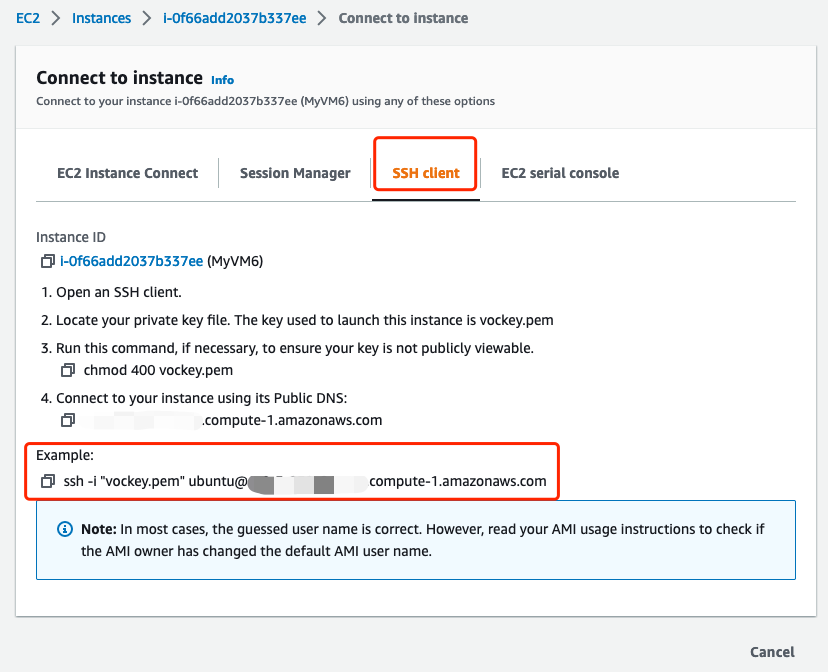 EC2 > Instances > i-0f66add2037b337ee > Connect to instance
Connect to instance Info
Connect to your instance i-0f66add2037b337ee (MyVM6) using any of these options
EC2 Instance Connect Session Manager SSH client EC2 serial console
Instance ID
i-0f66add2037b337ee (MyVM6)
1. Open an SSH client.
2. Locate your private key file. The key used to launch this instance is vockey.pem
3. Run this command, if necessary, to ensure your key is not publicly viewable.
chmod 400 vockey.pem
4. Connect to your instance using its Public DNS:
.compute-1.amazonaws.com
Example:
ssh -i "vockey.pem" ubuntu@ compute-1.amazonaws.com
Note: In most cases, the guessed user name is correct. However, read your AMI usage instructions to check if
the AMI owner has changed the default AMI user name.
Cancel